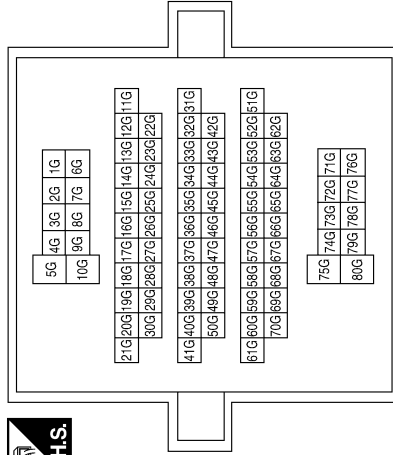 5G 4G 3G 2G 1G
10G 9G 8G 7G 6G
21G 20G 19G 18G 17G 16G 15G 14G 13G 12G 11G
30G 29G 28G 27G 26G 25G 24G 23G 22G
41G 40G 39G 38G 37G 36G 35G 34G 33G 32G 31G
50G 49G 48G 47G 46G 45G 44G 43G 42G
61G 60G 59G 58G 57G 56G 55G 54G 53G 52G 51G
70G 69G 68G 67G 66G 65G 64G 63G 62G
75G 74G 73G 72G 71G
80G 79G 78G 77G 76G
H.S.